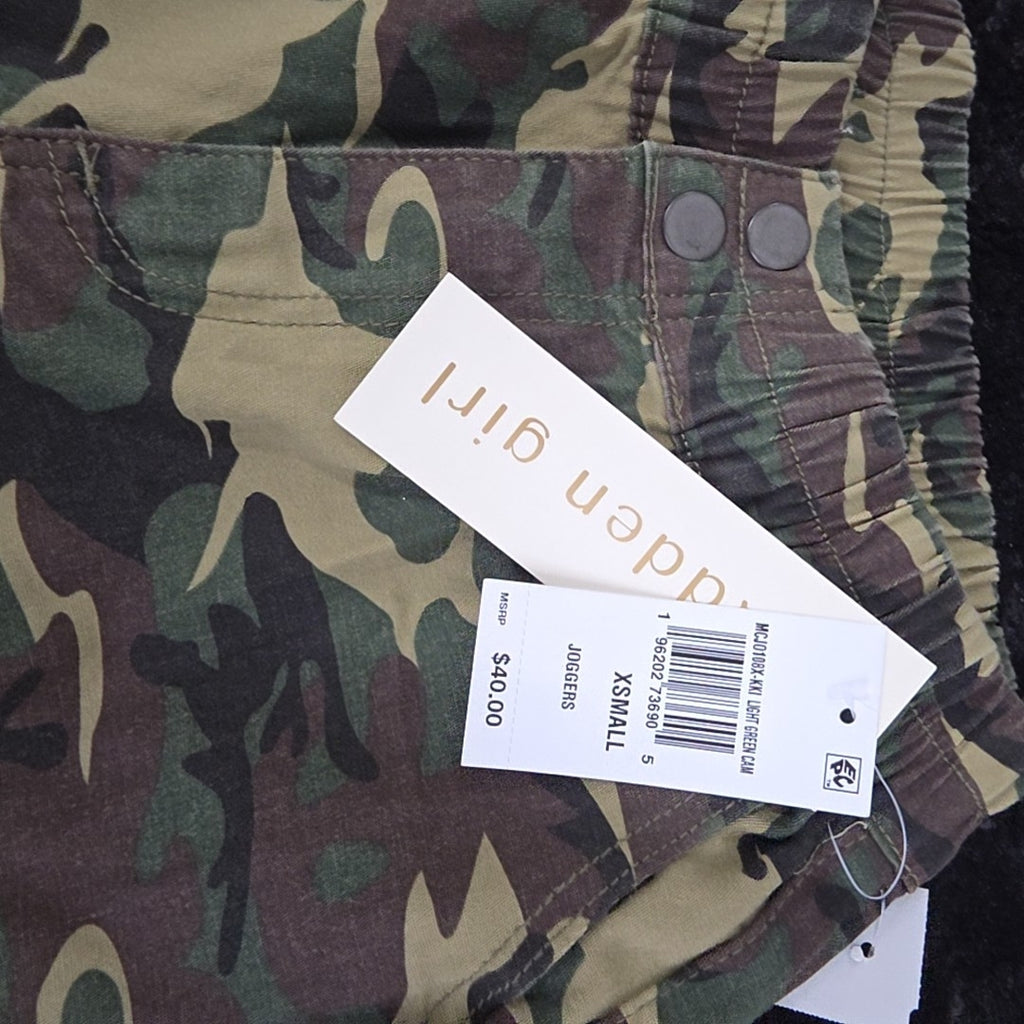 dden girl
MCJ0108X-KKI LIGHT GREEN CAM
1 96202 73690 5
XSMALL
JOGGERS
MSRP
$40.00